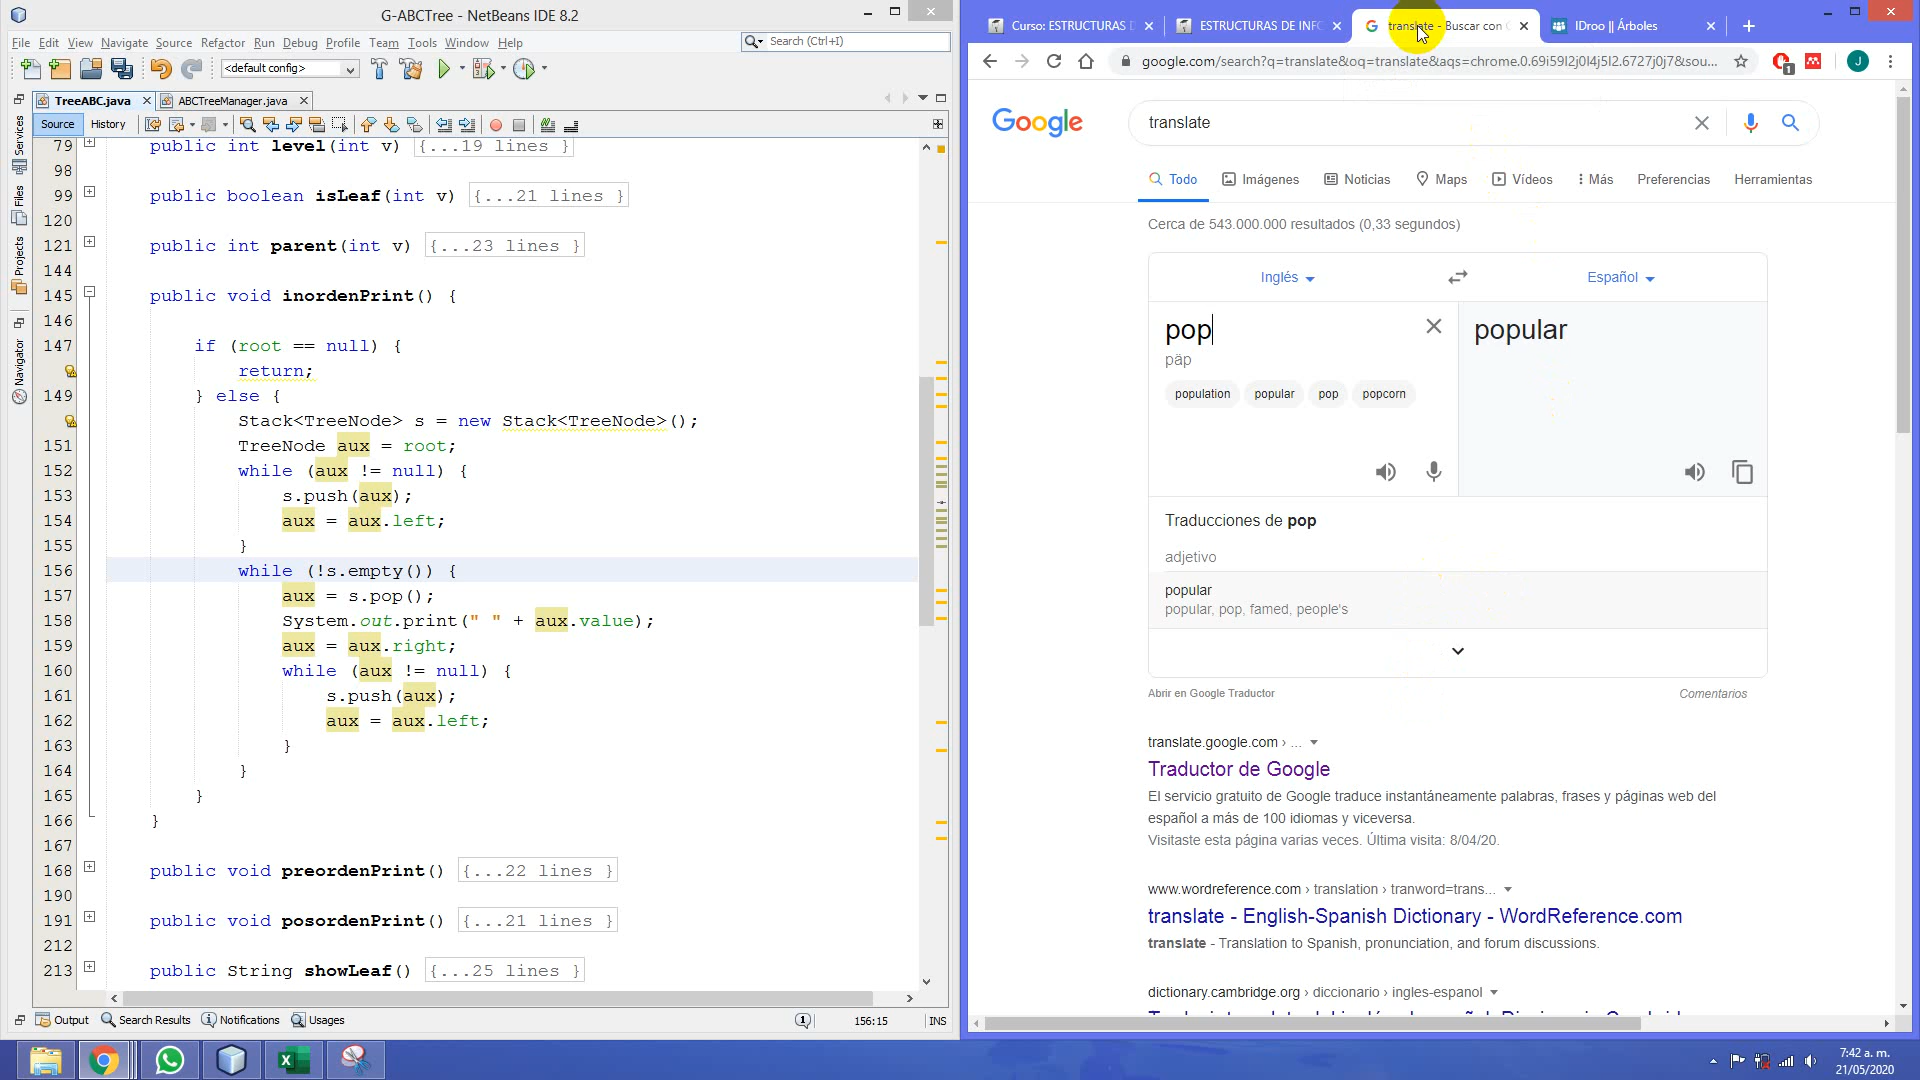 G-ABCTree - NetBeans IDE 8.2
File Edit View Navigate Source Refactor Run Debug Profile Team Tools Window Help
Search (Ctrl+I)
<default config>
TreeABC.java
ABCTreeManager.java
Source History
Services
Files
Projects
Navigator
79 public int level(int v) {...19 lines }
98
99 public boolean isLeaf(int v) {...21 lines }
120
121 public int parent(int v) {...23 lines }
144
145 public void inordenPrint() {
146
147 if (root == null) {
return;
149 } else {
Stack<TreeNode> s = new Stack<TreeNode>();
151 TreeNode aux = root;
152 while (aux != null) {
153 s.push(aux);
154 aux = aux.left;
155 }
156 while (!s.empty()) {
157 aux = s.pop();
158 System.out.print(" " + aux.value);
159 aux = aux.right;
160 while (aux != null) {
161 s.push(aux);
162 aux = aux.left;
163 }
164 }
165 }
166 }
167
168 public void preordenPrint() {...22 lines }
190
191 public void posordenPrint() {...21 lines }
212
213 public String showLeaf() {...25 lines }
Output Search Results Notifications Usages
1
156:15
INS
Curso: ESTRUCTURAS D
ESTRUCTURAS DE INFO
translate - Buscar con G
IDroo || Árboles
google.com/search?q=translate&oq=translate&aqs=chrome.0.69i59l2j0l4j5l2.6727j0j7&sou...
1
J
Google
translate
Todo Imágenes Noticias Maps Vídeos Más Preferencias Herramientas
Cerca de 543.000.000 resultados (0,33 segundos)
Inglés Español
pop
popular
päp
population popular pop popcorn
Traducciones de pop
adjetivo
popular
popular, pop, famed, people's
Abrir en Google Traductor
Comentarios
translate.google.com › ...
Traductor de Google
El servicio gratuito de Google traduce instantáneamente palabras, frases y páginas web del
español a más de 100 idiomas y viceversa.
Visitaste esta página varias veces. Última visita: 8/04/20.
www.wordreference.com › translation › tranword=trans...
translate - English-Spanish Dictionary - WordReference.com
translate - Translation to Spanish, pronunciation, and forum discussions.
dictionary.cambridge.org › diccionario › ingles-espanol
7:42 a. m.
21/05/2020